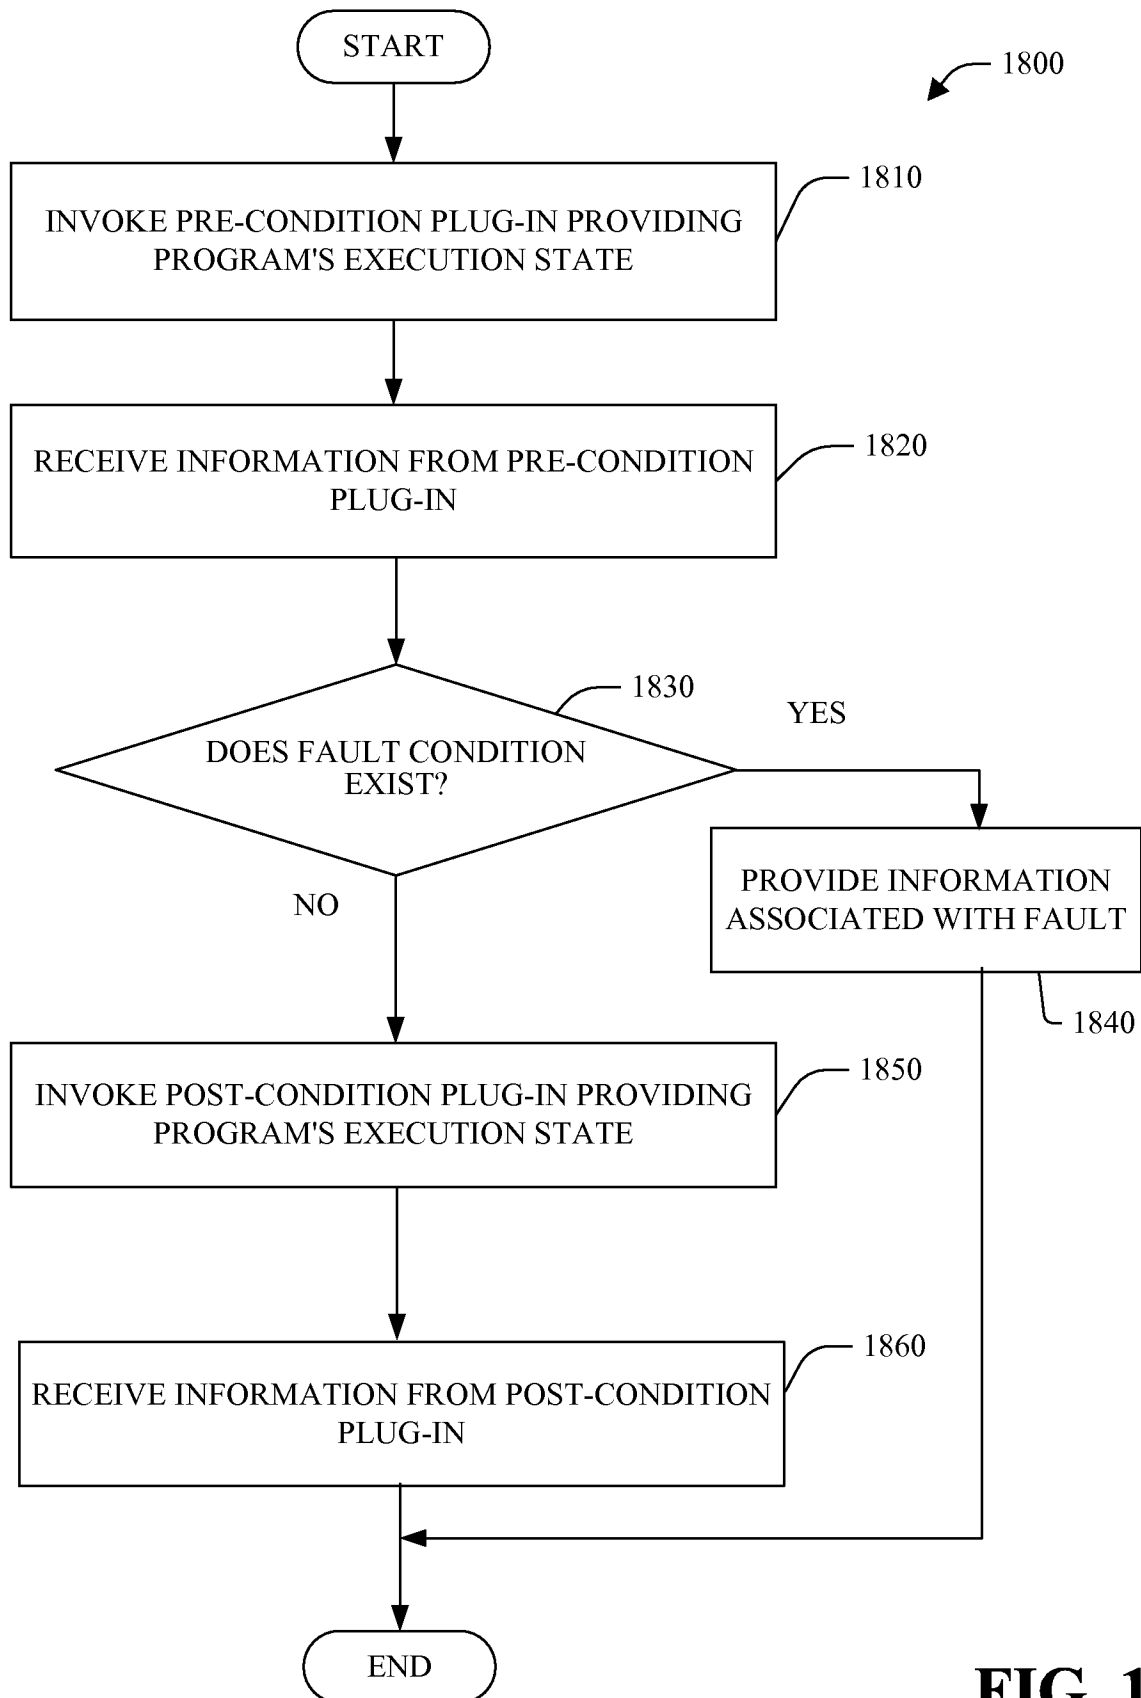 START
1800
1810
INVOKE PRE-CONDITION PLUG-IN PROVIDING
PROGRAM'S EXECUTION STATE
1820
RECEIVE INFORMATION FROM PRE-CONDITION
PLUG-IN
1830
YES
DOES FAULT CONDITION
EXIST?
NO
PROVIDE INFORMATION
ASSOCIATED WITH FAULT
1840
1850
INVOKE POST-CONDITION PLUG-IN PROVIDING
PROGRAM'S EXECUTION STATE
1860
RECEIVE INFORMATION FROM POST-CONDITION
PLUG-IN
END
FIG. 1